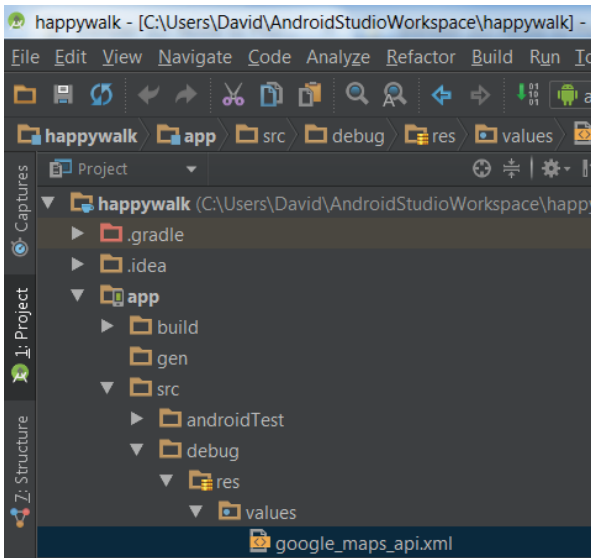 happywalk - [C:\Users\David\AndroidStudioWorkspace\happywalk] -
File Edit View Navigate Code Analyze Refactor Build Run
happywalk app src debug res values
Project
happywalk (C:\Users\David\AndroidStudioWorkspace\happy
.gradle
.idea
app
build
gen
src
androidTest
debug
res
values
google_maps_api.xml
Captures
1: Project
7: Structure